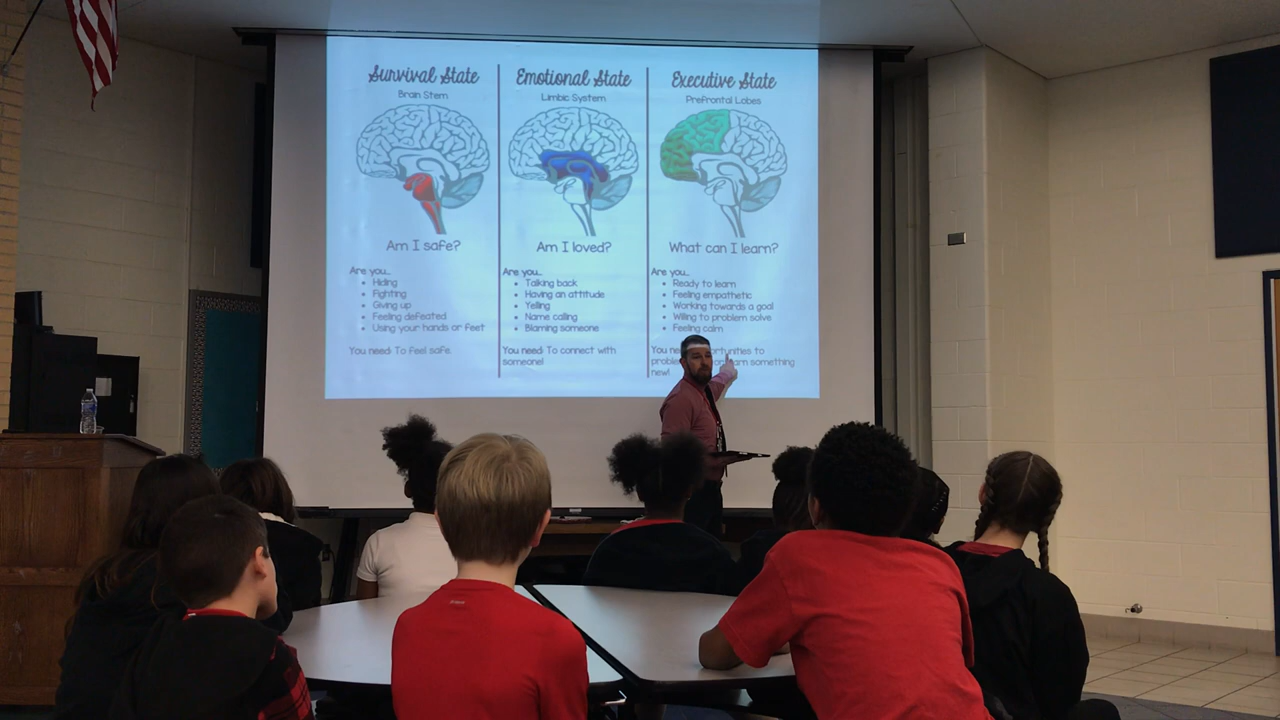 Survival State
Brain Stem
Am I safe?
Are you...
• Hiding
• Fighting
• Giving up
• Feeling defeated
• Using your hands or feet
You need: To feel safe.
Emotional State
Limbic System
Am I loved?
Are you...
• Talking back
• Having an attitude
• Yelling
• Name calling
• Blaming someone
You need: To connect with
someone!
Executive State
Prefrontal Lobes
What can I learn?
Are you...
• Ready to learn
• Feeling empathetic
• Working towards a goal
• Willing to problem solve
• Feeling calm
You to
something
new!